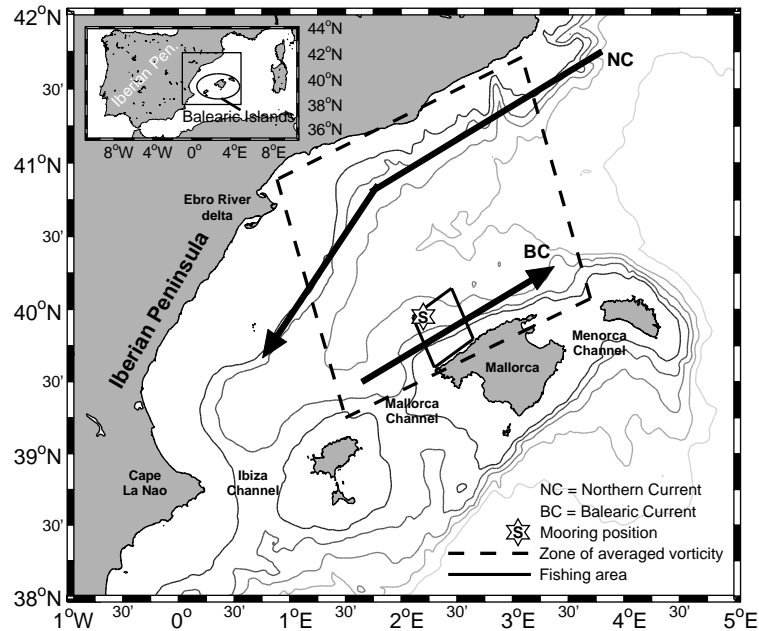 42°N
30'
41°N
30'
40°N
30'
39°N
30'
38°N
1°W
30'
0°
30'
1°E
30'
2°E
30'
3°E
30'
4°E
30'
5°E
44°N
42°N
40°N
38°N
36°N
8°W
4°W
0°
4°E
8°E
Iberian Pen.
Balearic Islands
NC
Ebro River
delta
Iberian Peninsula
BC
S
Menorca
Channel
Mallorca
Mallorca
Channel
Cape
La Nao
Ibiza
Channel
NC = Northern Current
BC = Balearic Current
S Mooring position
Zone of averaged vorticity
Fishing area